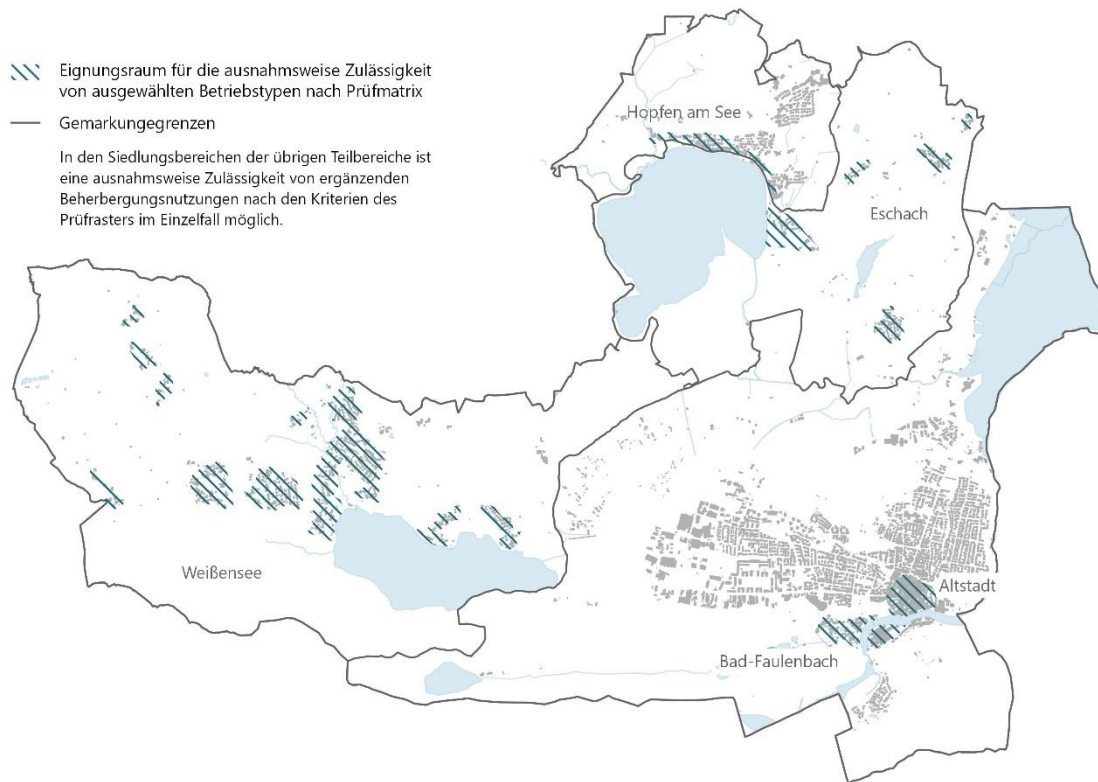 Eignungsraum für die ausnahmsweise Zulässigkeit
von ausgewählten Betriebstypen nach Prüfmatrix
Gemarkungegrenzen
In den Siedlungsbereichen der übrigen Teilbereiche ist
eine ausnahmsweise Zulässigkeit von ergänzenden
Beherbergungsnutzungen nach den Kriterien des
Prüfrasters im Einzelfall möglich.
Hopfen am See
Eschach
Weißensee
Altstadt
Bad-Faulenbach